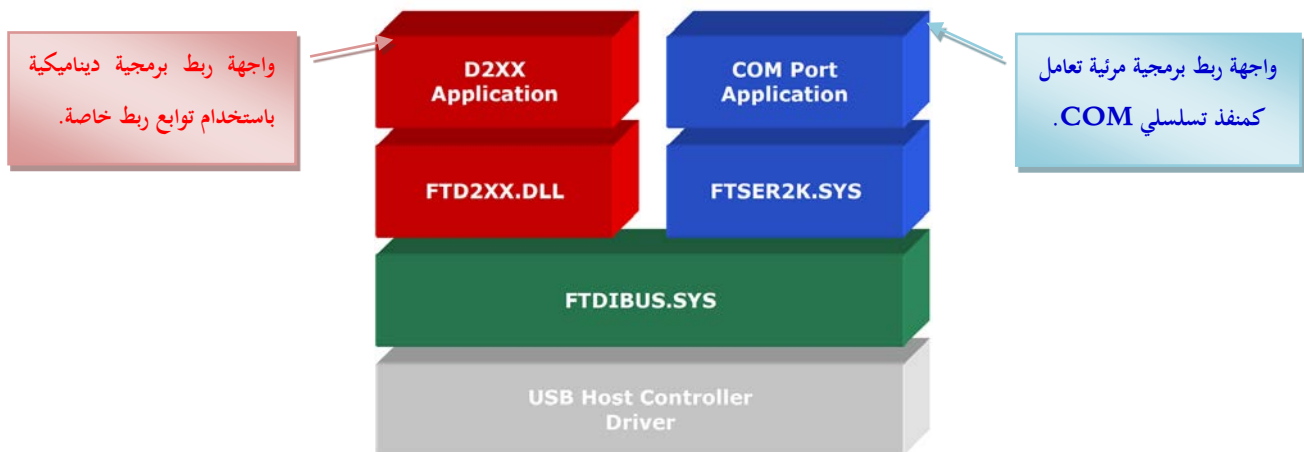 واجهة ربط برمجية ديناميكية
باستخدام توابع ربط خاصة.
D2XX
Application
COM Port
Application
واجهة ربط برمجية مرئية تعامل
كمنفذ تسلسلي COM.
FTD2XX.DLL
FTSER2K.SYS
FTDIBUS.SYS
USB Host Controller
Driver